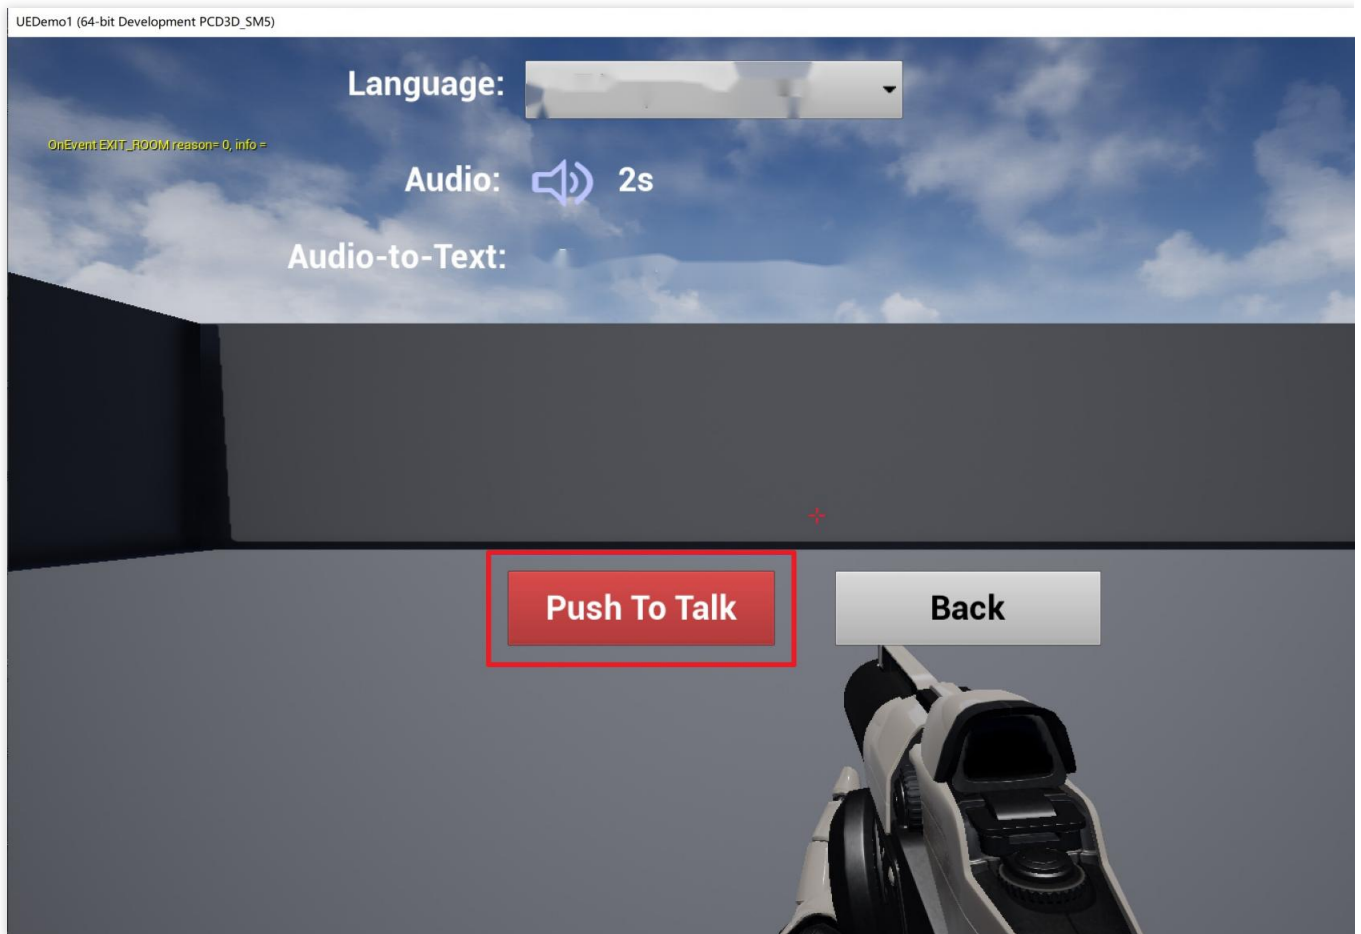 UEDemo1 (64-bit Development PCD3D_SM5)
Language:
OnEvent EXIT_ROOM reason= 0, info =
Audio: 2s
Audio-to-Text:
Push To Talk
Back